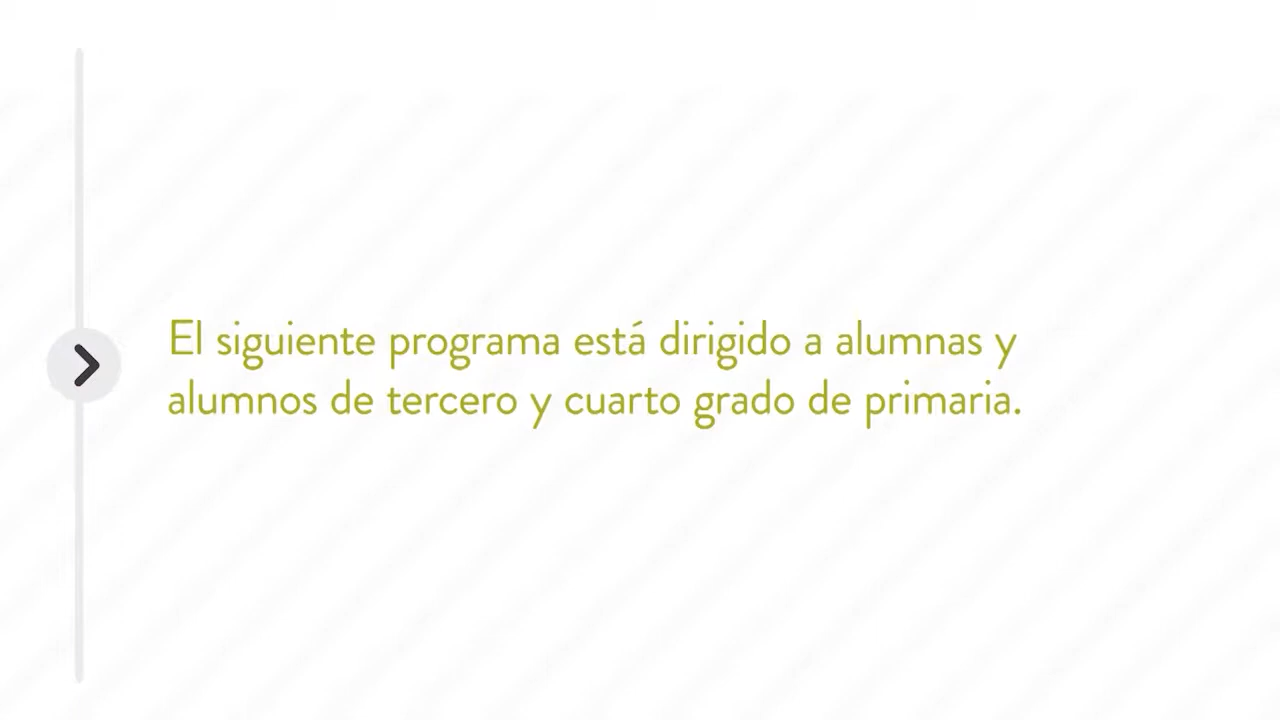 El siguiente programa está dirigido a alumnas y
alumnos de tercero y cuarto grado de primaria.